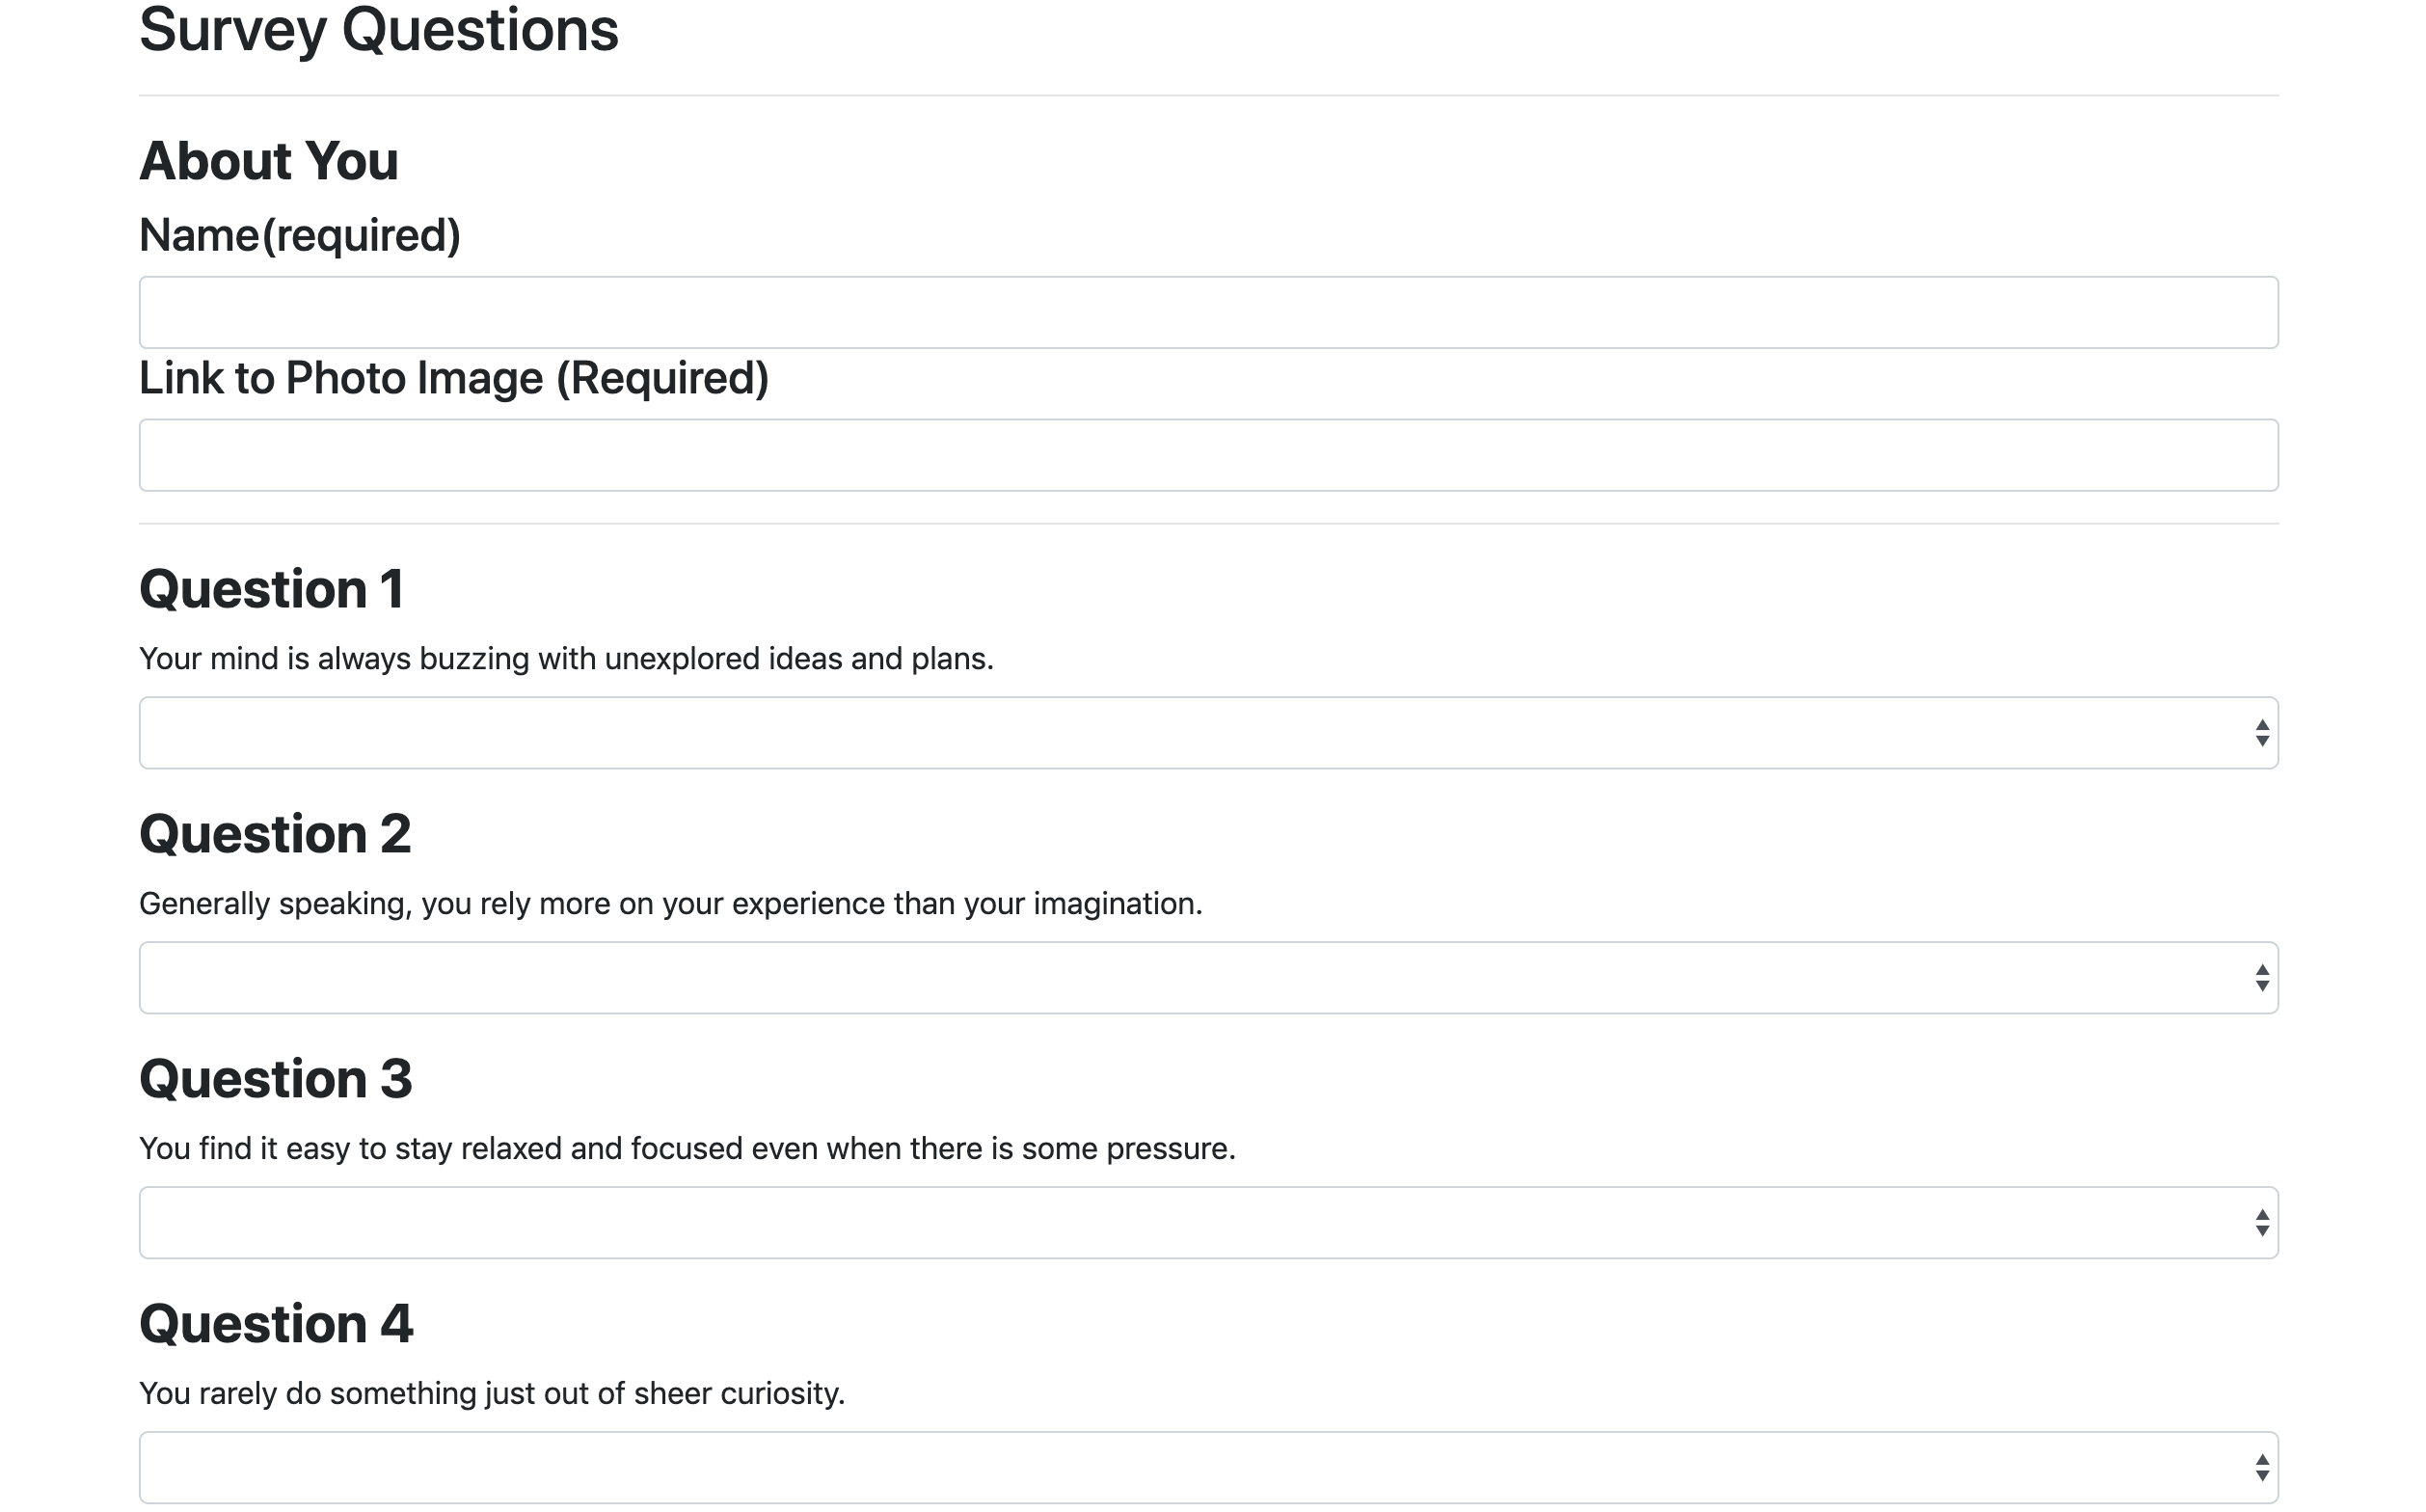 Survey Questions
About You
Name(required)
Link to Photo Image (Required)
Question 1
Your mind is always buzzing with unexplored ideas and plans.
Question 2
Generally speaking, you rely more on your experience than your imagination.
Question 3
You find it easy to stay relaxed and focused even when there is some pressure.
Question 4
You rarely do something just out of sheer curiosity.